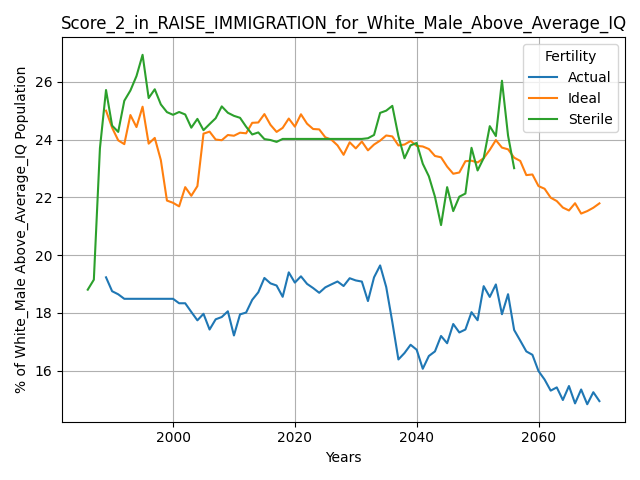 Score_2_in_RAISE_IMMIGRATION_for_White_Male_Above_Average_IQ
% of White_Male Above_Average_IQ Population
26
24
22
20
18
16
2000
2020
2040
2060
Years
Fertility
Actual
Ideal
Sterile